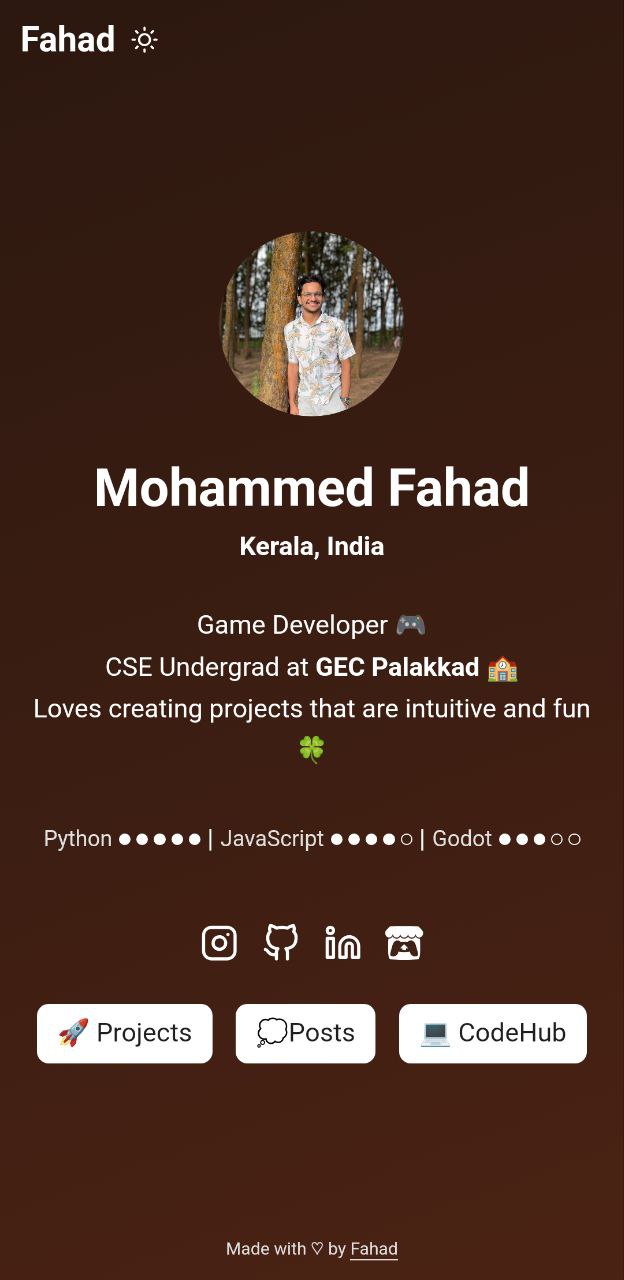 Fahad
Mohammed Fahad
Kerala, India
Game Developer 🎮
CSE Undergrad at GEC Palakkad 🏫
Loves creating projects that are intuitive and fun
🍀
Python ●●●●● | JavaScript ●●●●○ | Godot ●●●○○
🚀 Projects 💭Posts 💻 CodeHub
Made with ♡ by Fahad